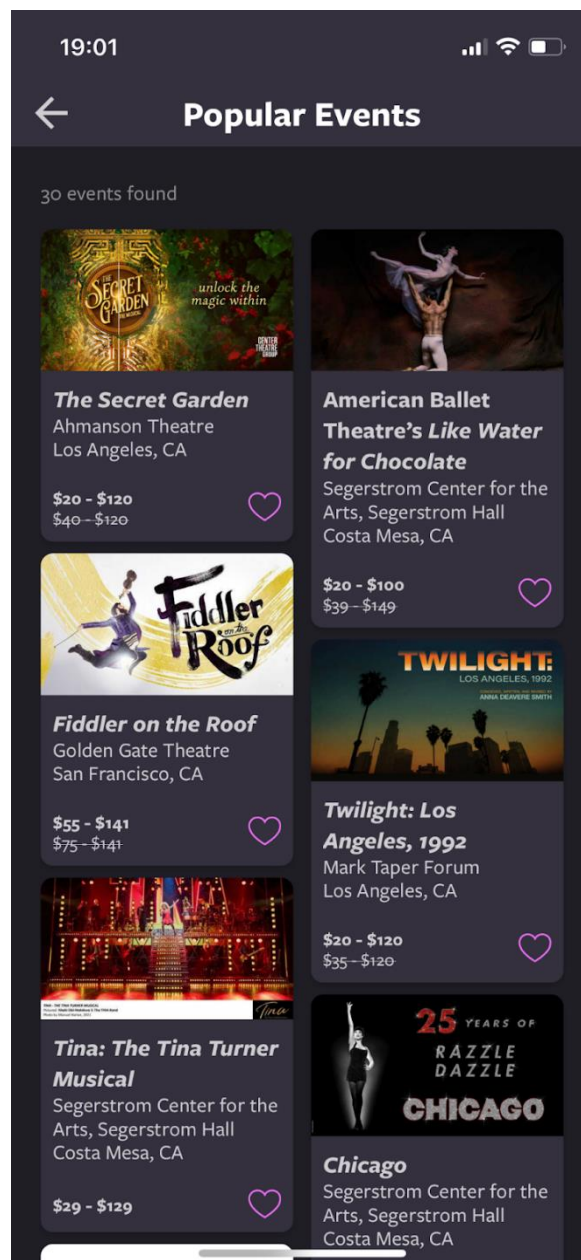 19:01
Popular Events
30 events found
THE
SECRET
GARDEN
THE MUSICAL
unlock the
magic within
CENTER
THEATRE
GROUP
The Secret Garden
Ahmanson Theatre
Los Angeles, CA
$20 - $120
$40 - $120
American Ballet
Theatre's Like Water
for Chocolate
Segerstrom Center for the
Arts, Segerstrom Hall
Costa Mesa, CA
$20 - $100
$39 - $149
Fiddler
on the
Roof
Fiddler on the Roof
Golden Gate Theatre
San Francisco, CA
$55 - $141
$75 - $141
TWILIGHT:
LOS ANGELES, 1992
ANNA DEAVERE SMITH
Twilight: Los
Angeles, 1992
Mark Taper Forum
Los Angeles, CA
$20 - $120
$35 - $120
Tina
Tina: The Tina Turner
Musical
Segerstrom Center for the
Arts, Segerstrom Hall
Costa Mesa, CA
$29 - $129
25 YEARS OF
RAZZLE
DAZZLE
CHICAGO
Chicago
Segerstrom Center for the
Arts, Segerstrom Hall
Costa Mesa, CA